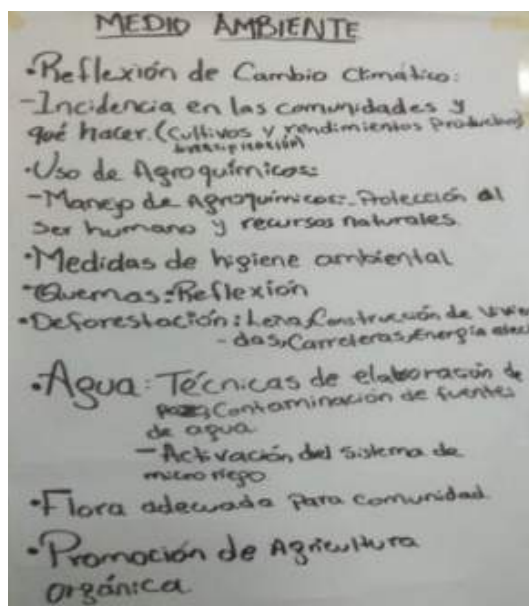 MEDIO AMBIENTE
•Reflexión de Cambio Climático:
-Incidencia en las comunidades y
qué hacer. (Cultivos y rendimientos Productivo)
•Uso de Agroquímicos:
-Manejo de Agroquímicos:-Protección al
ser humano y recursos naturales.
•Medidas de higiene ambiental
•Quemas:Reflexión
•Deforestación: Leña, Construcción de Vivien
-das, Carreteras, Energía elect
•Agua: Técnicas de elaboración de
Contaminación de fuentes
de agua
-Activación del sistema de
micro riego
•Flora adecuada Para comunidad.
•Promoción de Agricultura
orgánica.